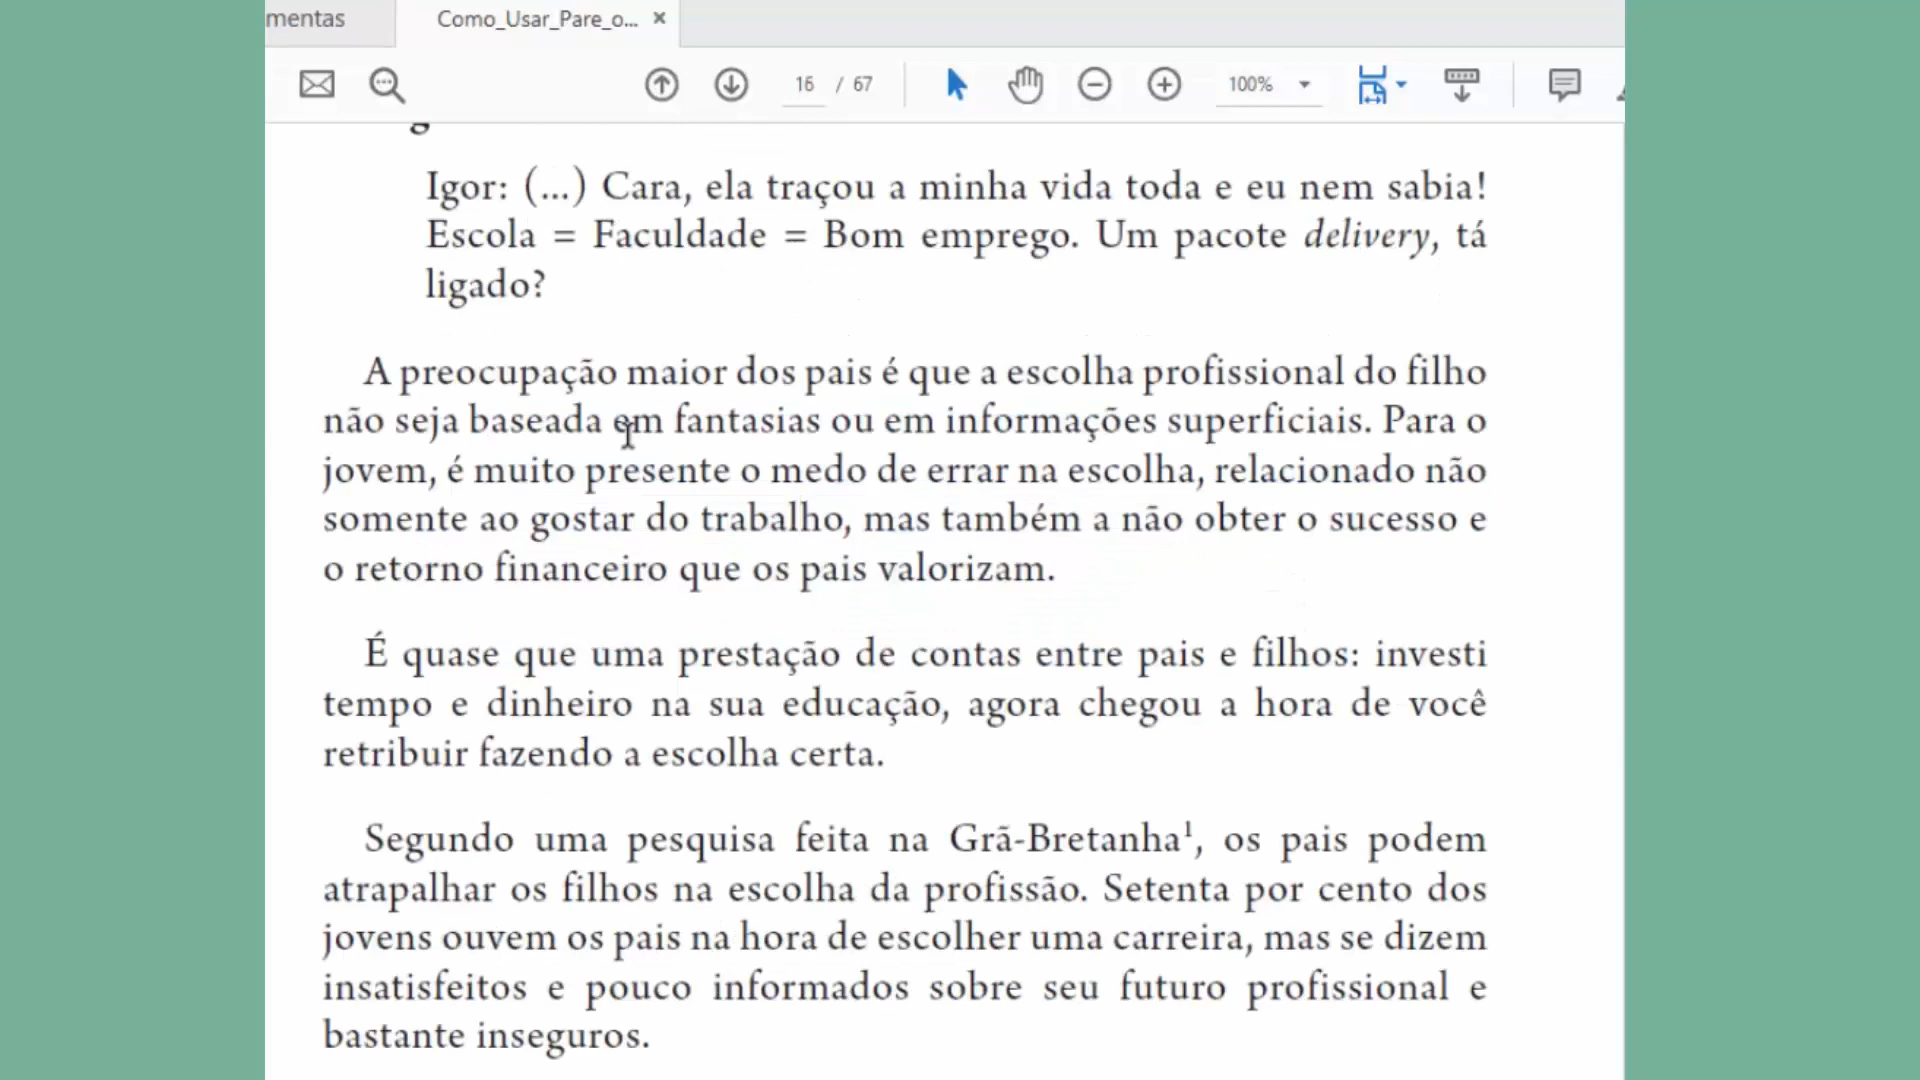 mentas
Como_Usar_Pare_o...
16 / 67
100%
Igor: (...) Cara, ela traçou a minha vida toda e eu nem sabia!
Escola = Faculdade = Bom emprego. Um pacote delivery, tá
ligado?
A preocupação maior dos pais é que a escolha profissional do filho
não seja baseada em fantasias ou em informações superficiais. Para o
jovem, é muito presente o medo de errar na escolha, relacionado não
somente ao gostar do trabalho, mas também a não obter o sucesso e
o retorno financeiro que os pais valorizam.
É quase que uma prestação de contas entre pais e filhos: investi
tempo e dinheiro na sua educação, agora chegou a hora de você
retribuir fazendo a escolha certa.
Segundo uma pesquisa feita na Grã-Bretanha¹, os pais podem
atrapalhar os filhos na escolha da profissão. Setenta por cento dos
jovens ouvem os pais na hora de escolher uma carreira, mas se dizem
insatisfeitos e pouco informados sobre seu futuro profissional e
bastante inseguros.